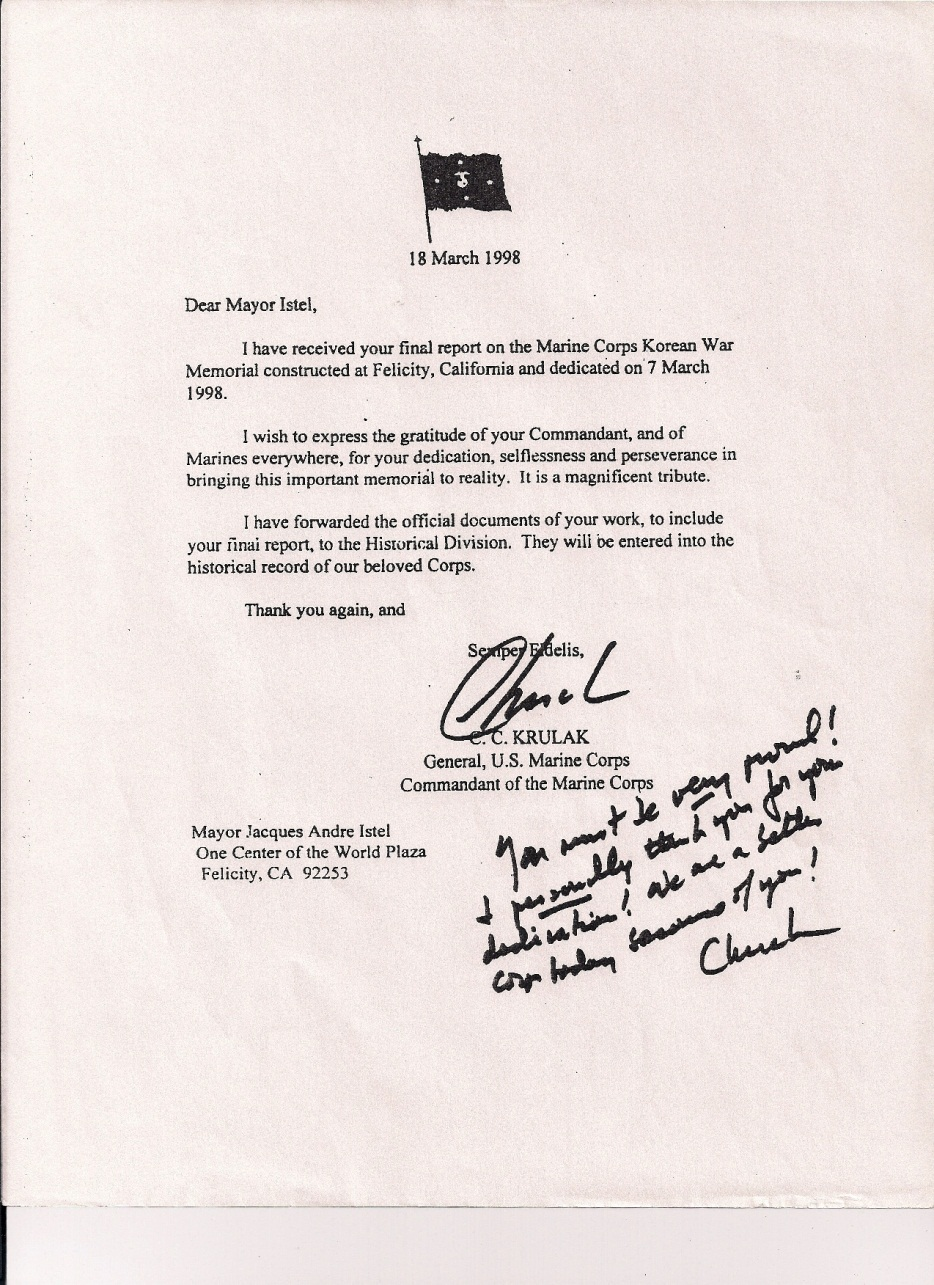 18 March 1998
Dear Mayor Istel,
I have received your final report on the Marine Corps Korean War
Memorial constructed at Felicity, California and dedicated on 7 March
1998.
I wish to express the gratitude of your Commandant, and of
Marines everywhere, for your dedication, selflessness and perseverance in
bringing this important memorial to reality. It is a magnificent tribute.
I have forwarded the official documents of your work, to include
your final report, to the Historical Division. They will be entered into the
historical record of our beloved Corps.
Thank you again, and
Semper Fidelis,
Chuck
C. C. KRULAK
General, U.S. Marine Corps
Commandant of the Marine Corps
Mayor Jacques Andre Istel
One Center of the World Plaza
Felicity, CA 92253
You must be very proud!
I personally thank you for your
dedication! We are a better
Corps today because of you!
Chuck